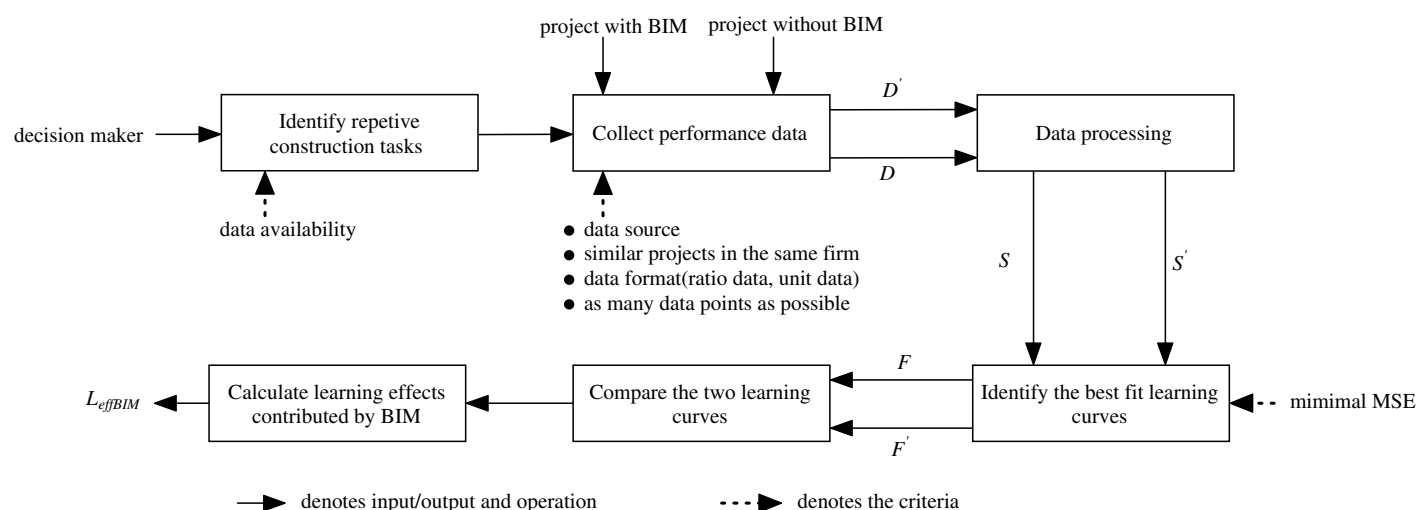 project with BIM
project without BIM
decision maker
Identify repetive
construction tasks
Collect performance data
D′
D
Data processing
data availability
● data source
● similar projects in the same firm
● data format(ratio data, unit data)
● as many data points as possible
S
S′
L_effBIM
Calculate learning effects
contributed by BIM
Compare the two learning
curves
F
F′
Identify the best fit learning
curves
mimimal MSE
denotes input/output and operation
denotes the criteria